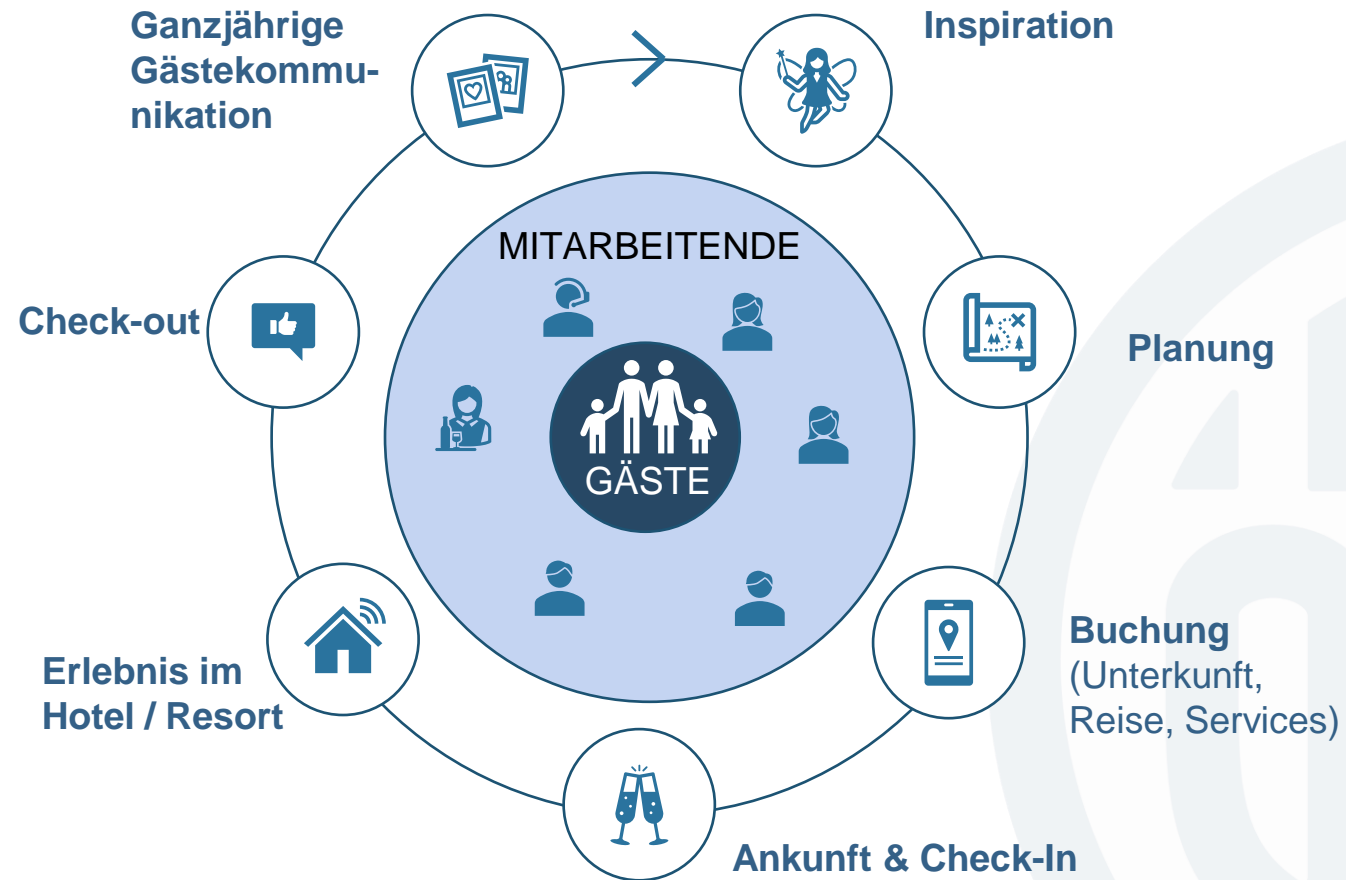 Ganzjährige
Gästekommu-
nikation
Inspiration
MITARBEITENDE
Check-out
Planung
GÄSTE
Buchung
(Unterkunft,
Reise, Services)
Erlebnis im
Hotel / Resort
Ankunft & Check-In